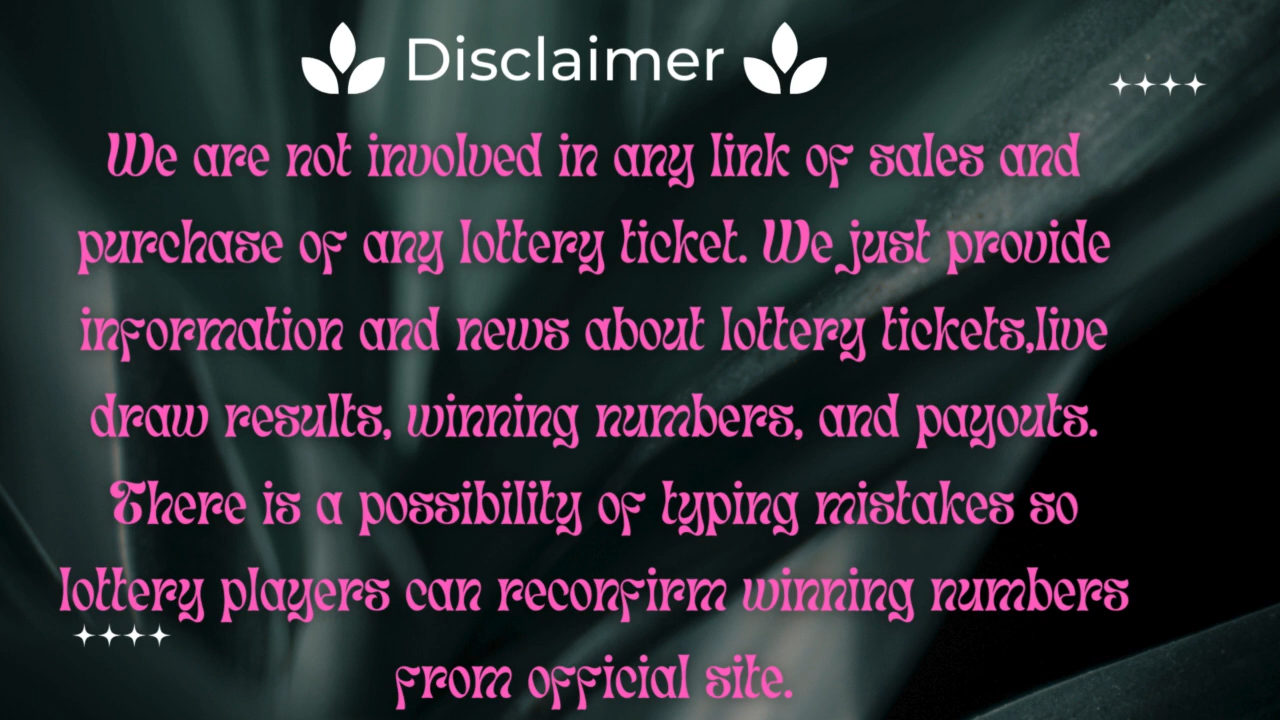 Disclaimer
We are not involved in any link of sales and
purchase of any lottery ticket. We just provide
information and news about lottery tickets,live
draw results, winning numbers, and payouts.
There is a possibility of typing mistakes so
lottery players can reconfirm winning numbers
from official site.